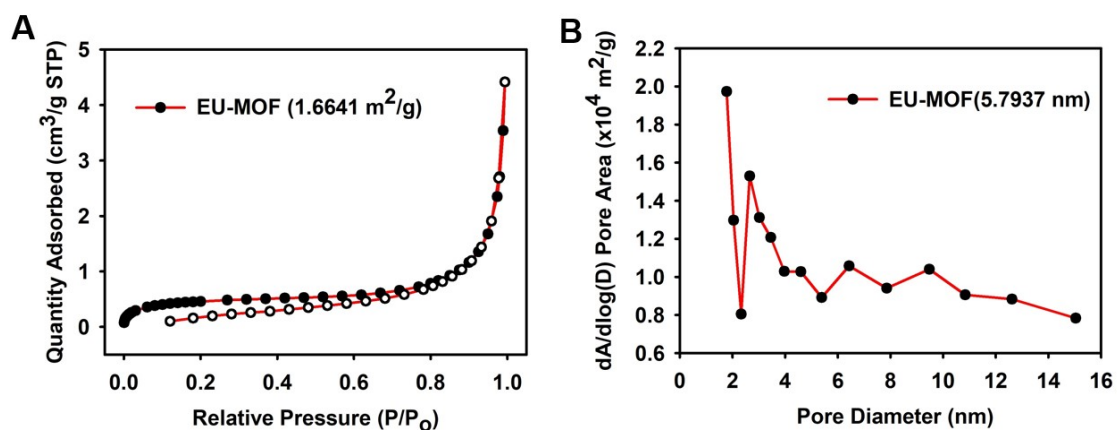 A
Quantity Adsorbed (cm³/g STP)
5
4
3
2
1
0
EU-MOF (1.6641 m²/g)
0.0 0.2 0.4 0.6 0.8 1.0
Relative Pressure (P/P₀)
B
dA/dlog(D) Pore Area (x10⁴ m²/g)
2.2
2.0
1.8
1.6
1.4
1.2
1.0
0.8
0.6
EU-MOF(5.7937 nm)
0 2 4 6 8 10 12 14 16
Pore Diameter (nm)